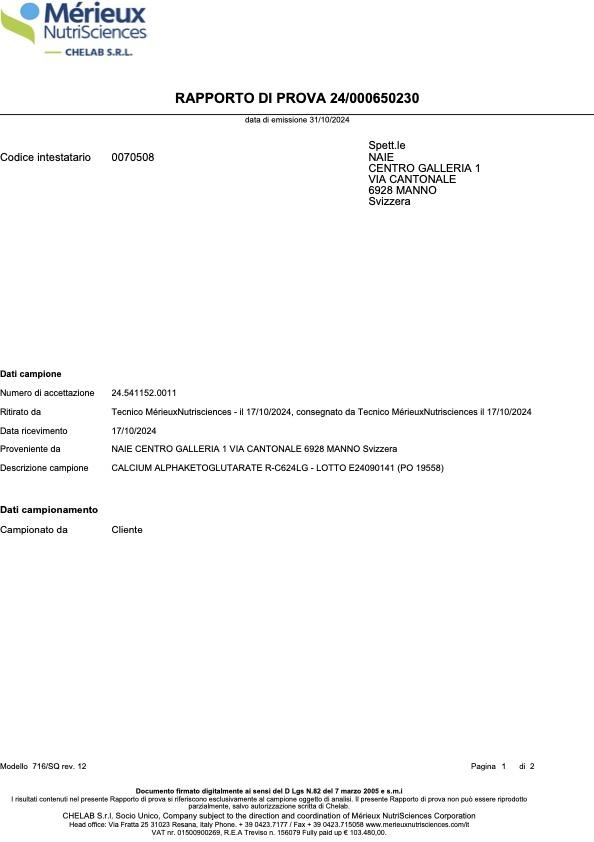 Mérieux
NutriSciences
CHELAB S.R.L.
RAPPORTO DI PROVA 24/000650230
data di emissione 31/10/2024
Codice intestatario 0070508
Spett.le
NAIE
CENTRO GALLERIA 1
VIA CANTONALE
6928 MANNO
Svizzera
Dati campione
Numero di accettazione 24.541152.0011
Ritirato da Tecnico MérieuxNutrisciences - il 17/10/2024, consegnato da Tecnico MérieuxNutrisciences il 17/10/2024
Data ricevimento 17/10/2024
Proveniente da NAIE CENTRO GALLERIA 1 VIA CANTONALE 6928 MANNO Svizzera
Descrizione campione CALCIUM ALPHAKETOGLUTARATE R-C624LG - LOTTO E24090141 (PO 19558)
Dati campionamento
Campionato da Cliente
Modello 716/SQ rev. 12 Pagina 1 di 2
Documento firmato digitalmente ai sensi del D Lgs N.82 del 7 marzo 2005 e s.m.i
I risultati contenuti nel presente Rapporto di prova si riferiscono esclusivamente al campione oggetto di analisi. Il presente Rapporto di prova non può essere riprodotto
parzialmente, salvo autorizzazione scritta di Chelab.
CHELAB S.r.l. Socio Unico, Company subject to the direction and coordination of Mérieux NutriSciences Corporation
Head office: Via Fratta 25 31023 Resana, Italy Phone. + 39 0423.7177 / Fax + 39 0423.715058 www.merieuxnutrisciences.com/it
VAT nr. 01500900269, R.E.A Treviso n. 156079 Fully paid up € 103.480,00.